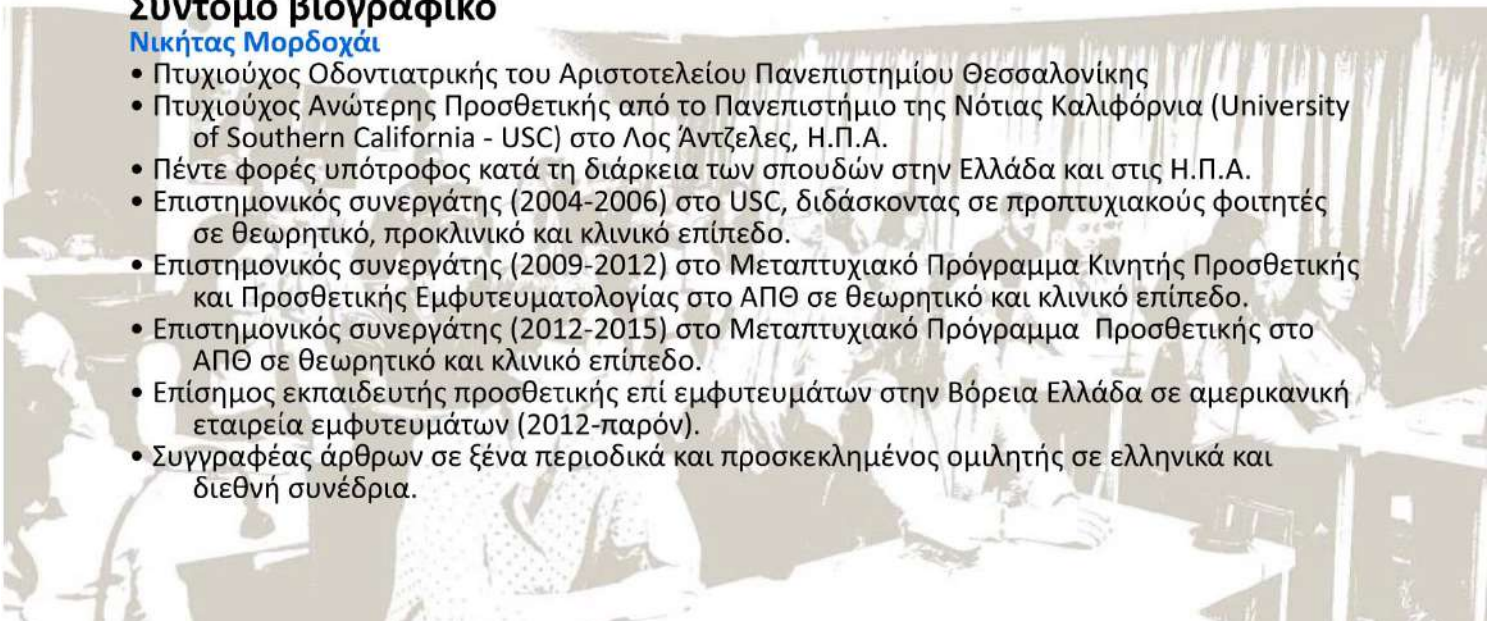 Σύντομο βιογραφικό
Νικήτας Μορδοχάι
• Πτυχιούχος Οδοντιατρικής του Αριστοτελείου Πανεπιστημίου Θεσσαλονίκης
• Πτυχιούχος Ανώτερης Προσθετικής από το Πανεπιστήμιο της Νότιας Καλιφόρνια (University
of Southern California - USC) στο Λος Άντζελες, Η.Π.Α.
• Πέντε φορές υπότροφος κατά τη διάρκεια των σπουδών στην Ελλάδα και στις Η.Π.Α.
• Επιστημονικός συνεργάτης (2004-2006) στο USC, διδάσκοντας σε προπτυχιακούς φοιτητές
σε θεωρητικό, προκλινικό και κλινικό επίπεδο.
• Επιστημονικός συνεργάτης (2009-2012) στο Μεταπτυχιακό Πρόγραμμα Κινητής Προσθετικής
και Προσθετικής Εμφυτευματολογίας στο ΑΠΘ σε θεωρητικό και κλινικό επίπεδο.
• Επιστημονικός συνεργάτης (2012-2015) στο Μεταπτυχιακό Πρόγραμμα  Προσθετικής στο
ΑΠΘ σε θεωρητικό και κλινικό επίπεδο.
• Επίσημος εκπαιδευτής προσθετικής επί εμφυτευμάτων στην Βόρεια Ελλάδα σε αμερικανική
εταιρεία εμφυτευμάτων (2012-παρόν).
• Συγγραφέας άρθρων σε ξένα περιοδικά και προσκεκλημένος ομιλητής σε ελληνικά και
διεθνή συνέδρια.